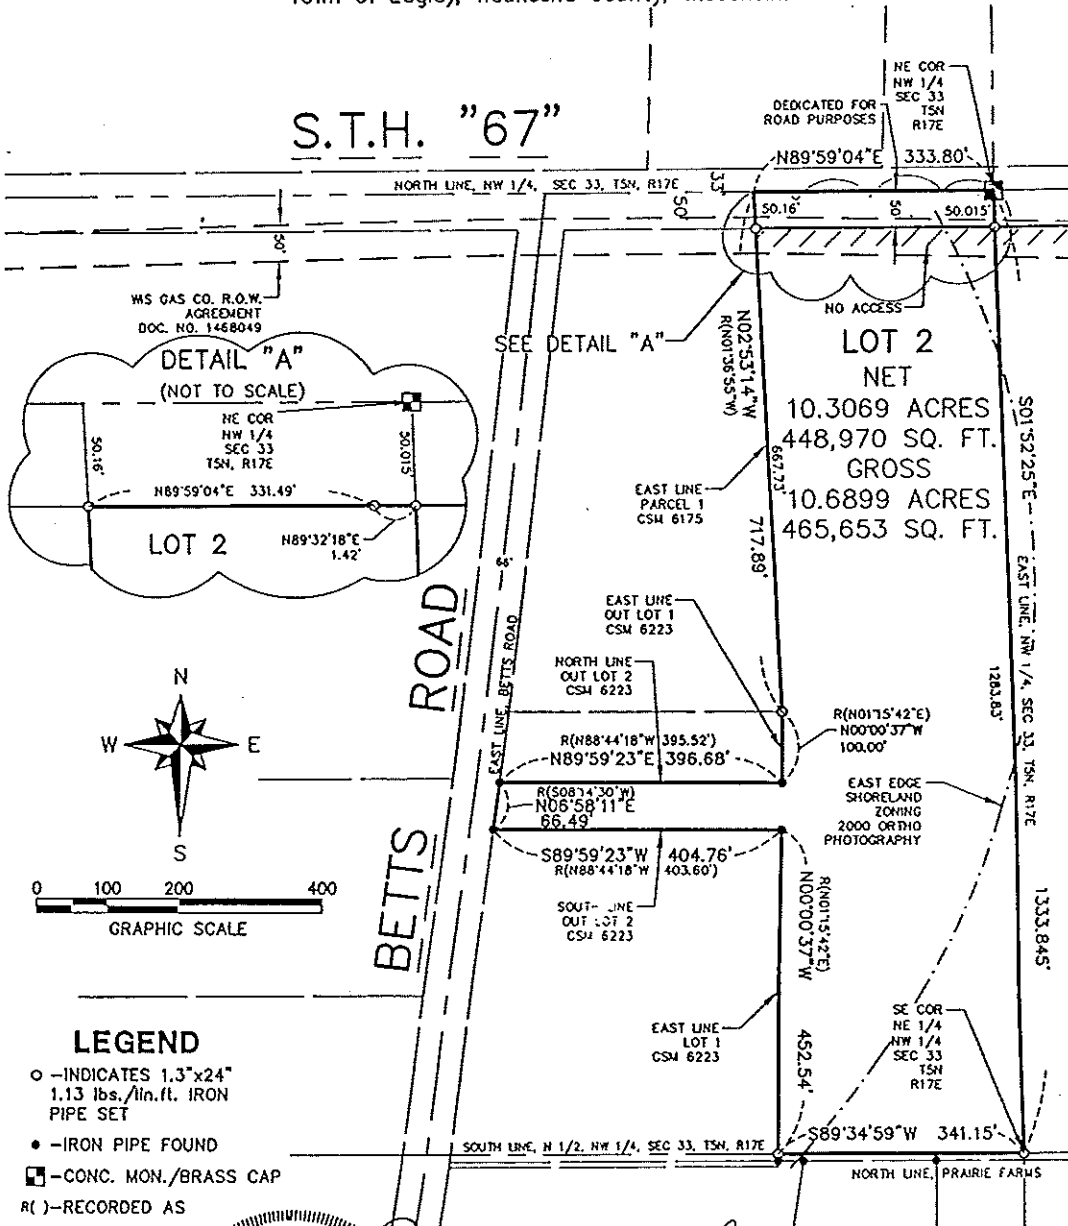 S.T.H. "67"
NORTH LINE, NW 1/4, SEC 33, T5N, R17E
33'
50'
DEDICATED FOR
ROAD PURPOSES
NE COR
NW 1/4
SEC 33
T5N
R17E
N89°59'04"E 333.80'
50.16'
50'
50.015'
50'
WIS GAS CO. R.O.W.
AGREEMENT
DOC. NO. 1468049
NO ACCESS
SEE DETAIL "A"
DETAIL "A"
(NOT TO SCALE)
NE COR
NW 1/4
SEC 33
T5N, R17E
50.16'
50.015
N89°59'04"E 331.49'
LOT 2
N89°32'18"E
1.42'
LOT 2
NET
10.3069 ACRES
448,970 SQ. FT.
GROSS
10.6899 ACRES
465,653 SQ. FT.
N02°53'14"W
R(N01°36'55"W)
667.73'
717.89'
EAST LINE
PARCEL 1
CSM 6175
S01°52'25"E
EAST LINE, NW 1/4, SEC 33, T5N, R17E
1283.83'
1333.845'
66'
EAST LINE, BETTS ROAD
BETTS ROAD
EAST LINE
OUT LOT 1
CSM 6223
NORTH LINE
OUT LOT 2
CSM 6223
R(N88°44'18"W 395.52')
N89°59'23"E 396.68'
R(N01°15'42"E)
N00°00'37"W
100.00'
R(S08°14'30"W)
N06°58'11"E
66.49'
S89°59'23"W 404.76'
R(N88°44'18"W 403.60')
SOUTH LINE
OUT LOT 2
CSM 6223
EAST EDGE
SHORELAND
ZONING
2000 ORTHO
PHOTOGRAPHY
R(N01°15'42"E)
N00°00'37"W
452.54'
EAST LINE
LOT 1
CSM 6223
SE COR
NE 1/4
NW 1/4
SEC 33
T5N
R17E
S89°34'59"W 341.15'
SOUTH LINE, N 1/2, NW 1/4, SEC 33, T5N, R17E
NORTH LINE, PRAIRIE FARMS
N
W
E
S
0 100 200 400
GRAPHIC SCALE
LEGEND
○ -INDICATES 1.3"x24"
1.13 lbs./lin.ft. IRON
PIPE SET
● -IRON PIPE FOUND
-CONC. MON./BRASS CAP
R( )-RECORDED AS